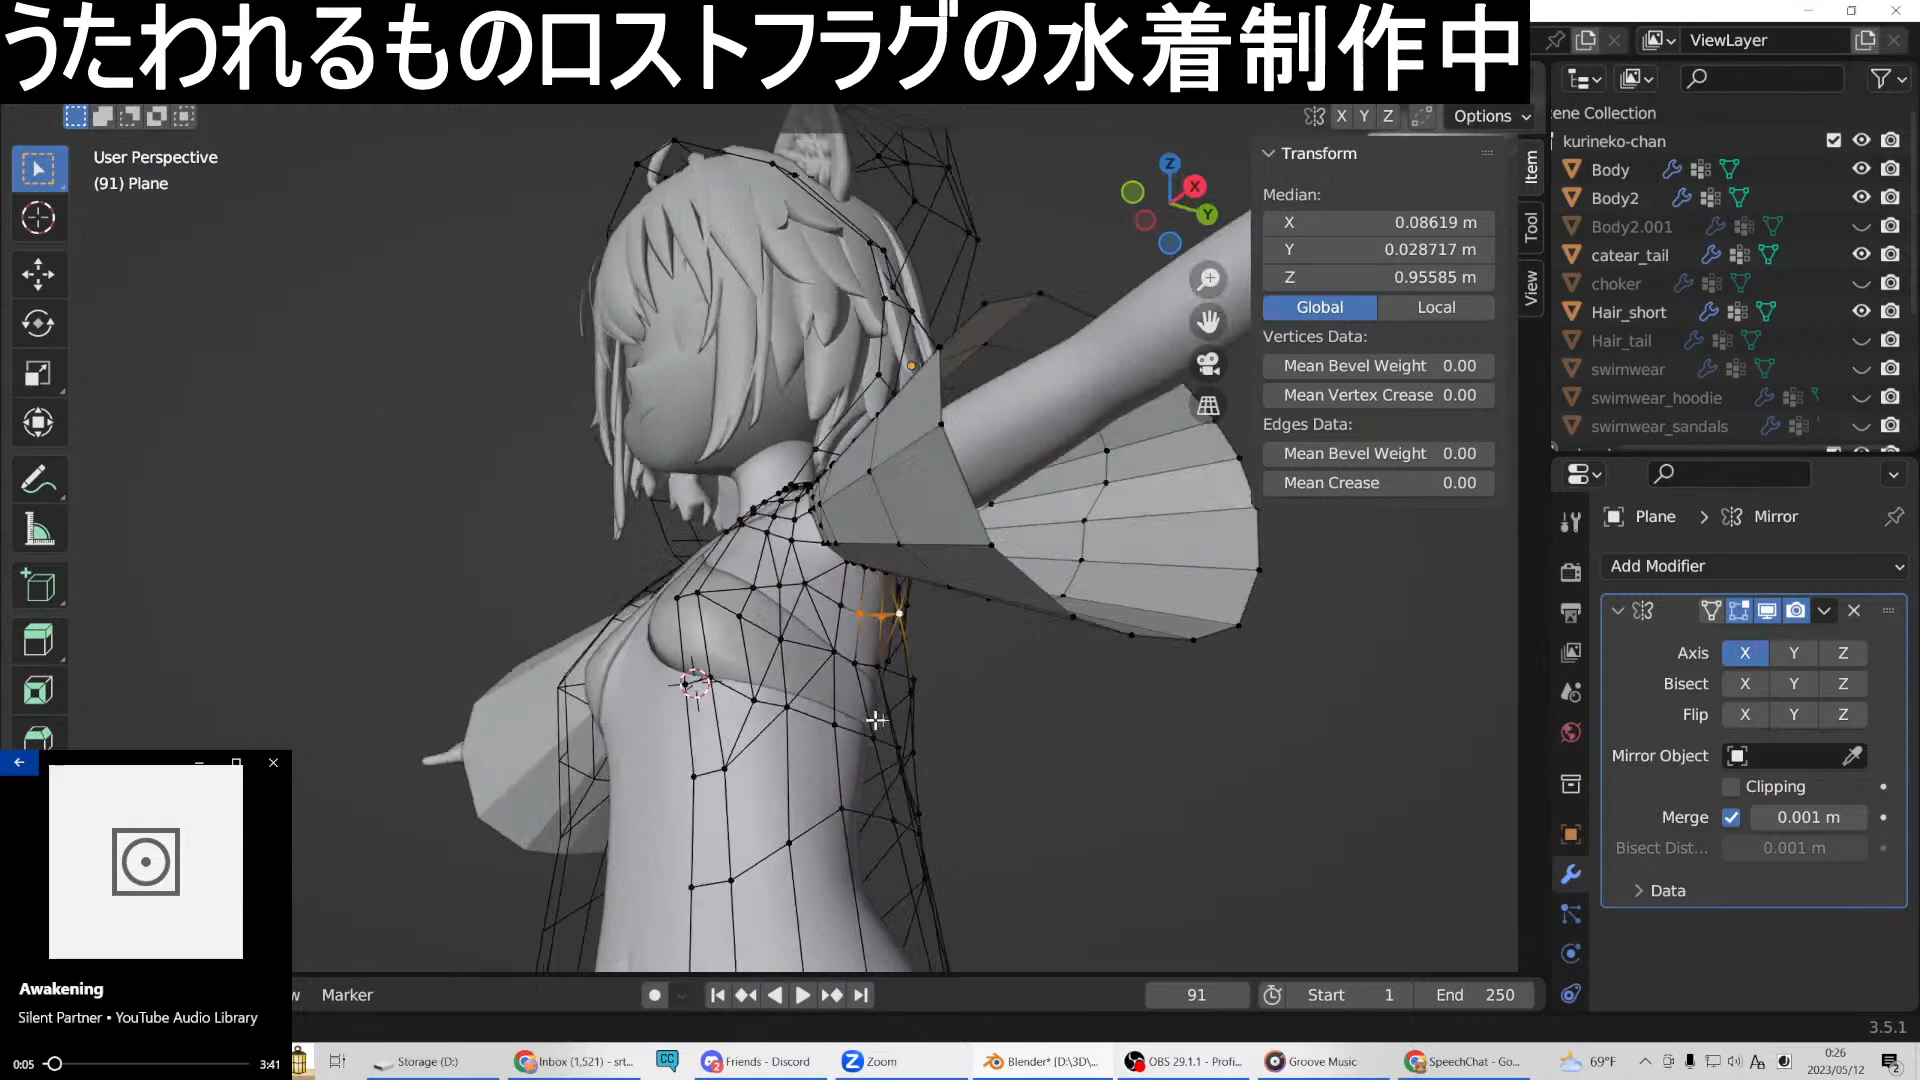 うたわれるものロストフラグの水着制作中
ViewLayer
X Y Z
Options
User Perspective
(91) Plane
Z
X
Y
Transform
Median:
X 0.08619 m
Y 0.028717 m
Z 0.95585 m
Global Local
Vertices Data:
Mean Bevel Weight 0.00
Mean Vertex Crease 0.00
Edges Data:
Mean Bevel Weight 0.00
Mean Crease 0.00
Item
Tool
View
ene Collection
kurineko-chan
Body
Body2
Body2.001
catear_tail
choker
Hair_short
Hair_tail
swimwear
swimwear_hoodie
swimwear_sandals
Plane > Mirror
Add Modifier
Axis X Y Z
Bisect X Y Z
Flip X Y Z
Mirror Object
Clipping
Merge 0.001 m
Bisect Dist... 0.001 m
Data
Awakening
Silent Partner • YouTube Audio Library
0:05 3:41
w Marker
91 Start 1 End 250
3.5.1
Storage (D:)
Inbox (1,521) - srt...
CC
Friends - Discord
Zoom
Blender* [D:\3D\...
OBS 29.1.1 - Profi...
Groove Music
SpeechChat - Go...
69°F
A
0:26
2023/05/12
2